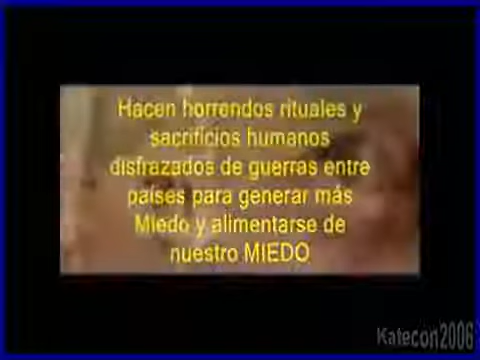 Hacen horrendos rituales y
sacrificios humanos
disfrazados de guerras entre
países para generar más
Miedo y alimentarse de
nuestro MIEDO
Katecon2006